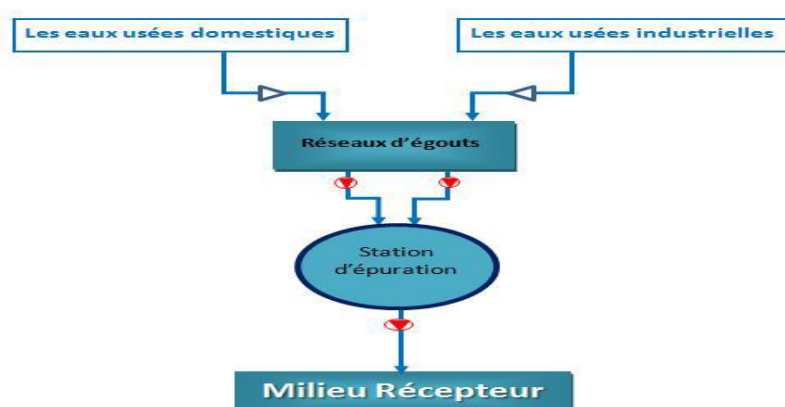 Les eaux usées domestiques
Les eaux usées industrielles
Réseaux d'égouts
Station
d'épuration
Milieu Récepteur